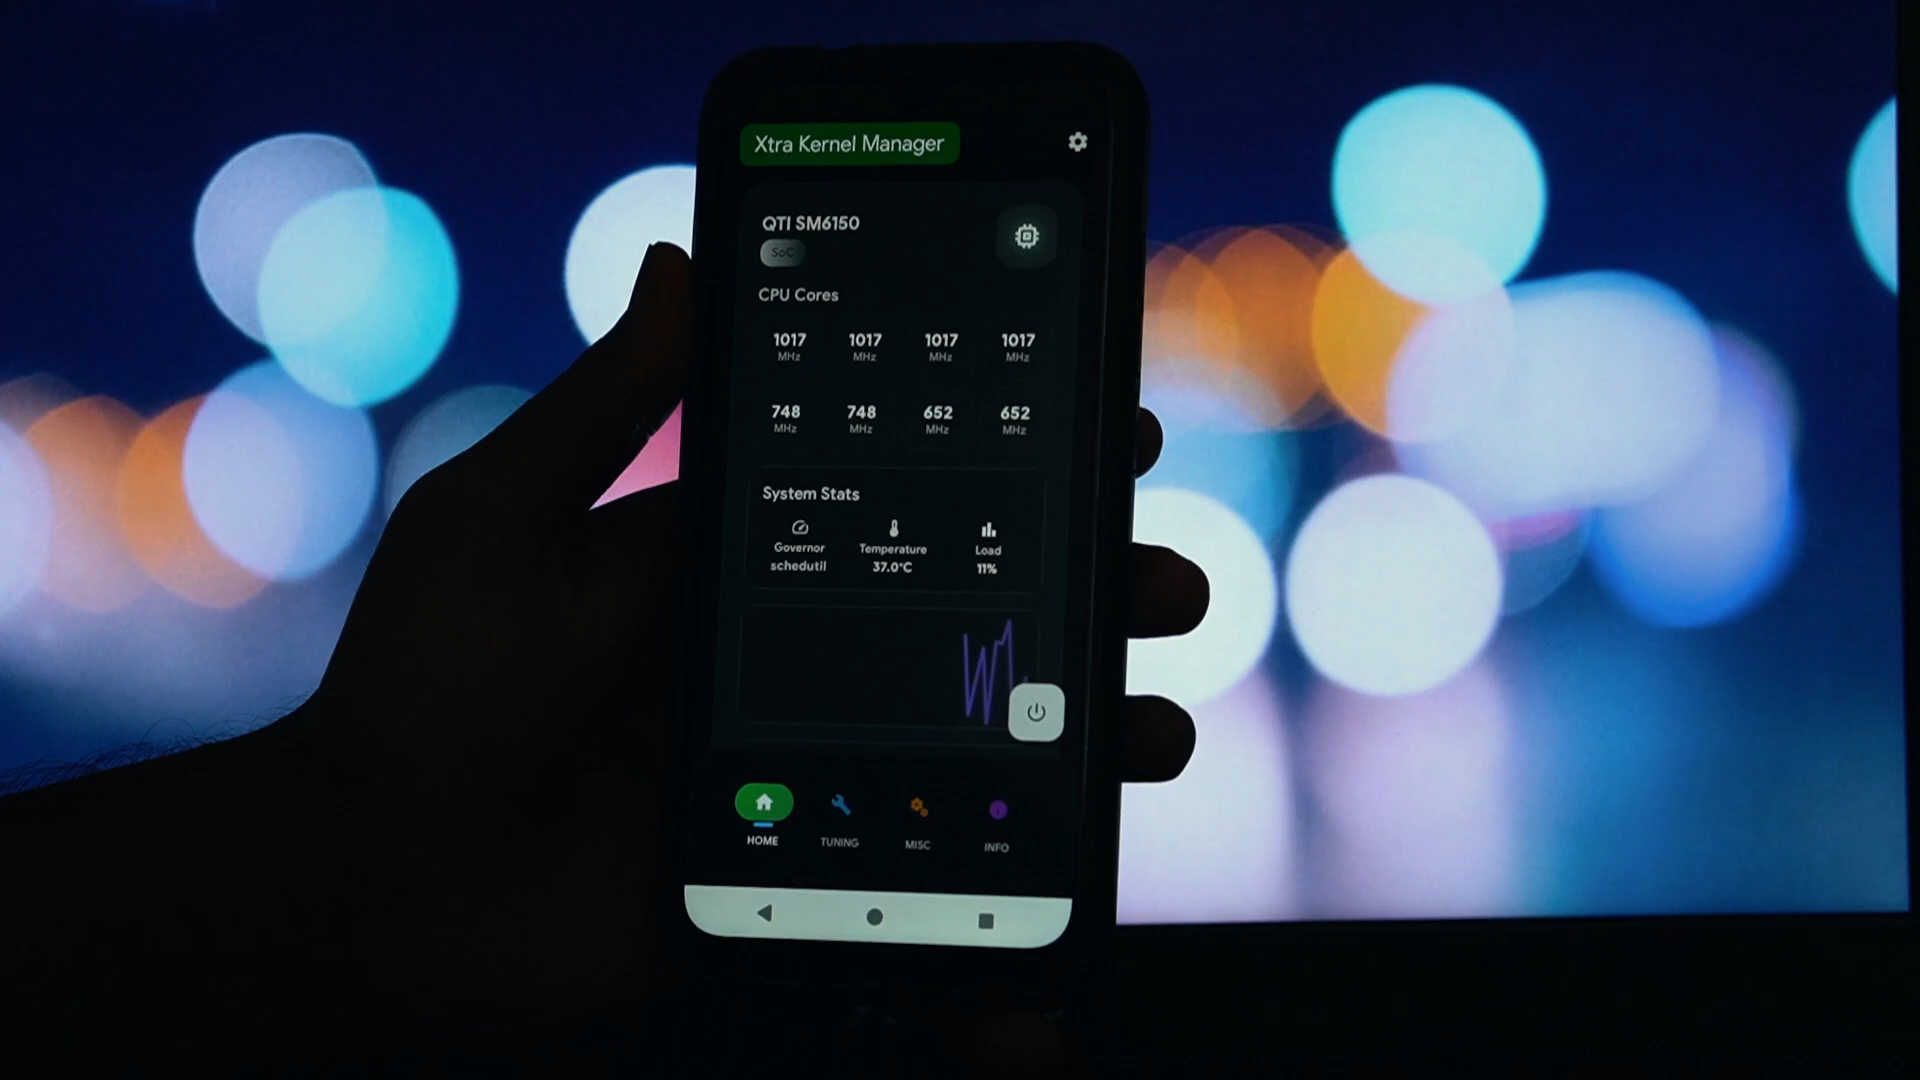 Xtra Kernel Manager
QTI SM6150
SoC
CPU Cores
1017 1017 1017 1017
MHz MHz MHz MHz
748 748 652 652
MHz MHz MHz MHz
System Stats
Governor Temperature Load
schedutil 37.0°C 11%
HOME TUNING MISC INFO